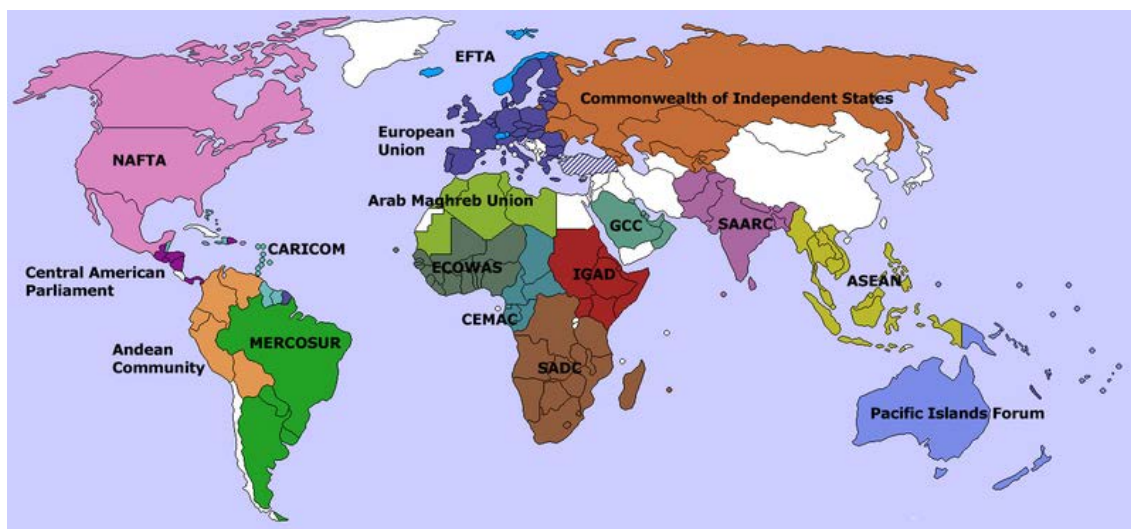 EFTA
Commonwealth of Independent States
European
Union
NAFTA
Arab Maghreb Union
GCC
SAARC
CARICOM
ECOWAS
IGAD
Central American
Parliament
ASEAN
CEMAC
MERCOSUR
Andean
Community
SADC
Pacific Islands Forum